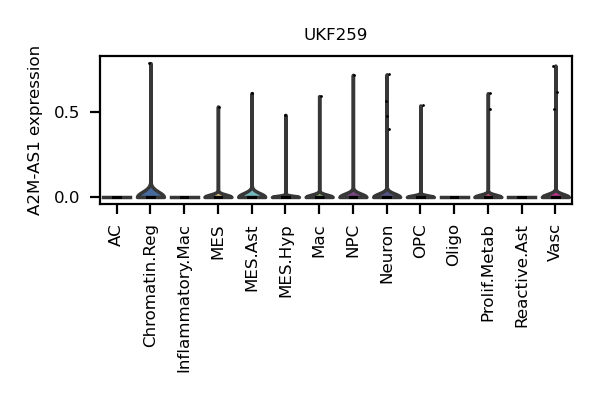 UKF259
A2M-AS1 expression
0.5
0.0
AC
Chromatin.Reg
Inflammatory.Mac
MES
MES.Ast
MES.Hyp
Mac
NPC
Neuron
OPC
Oligo
Prolif.Metab
Reactive.Ast
Vasc